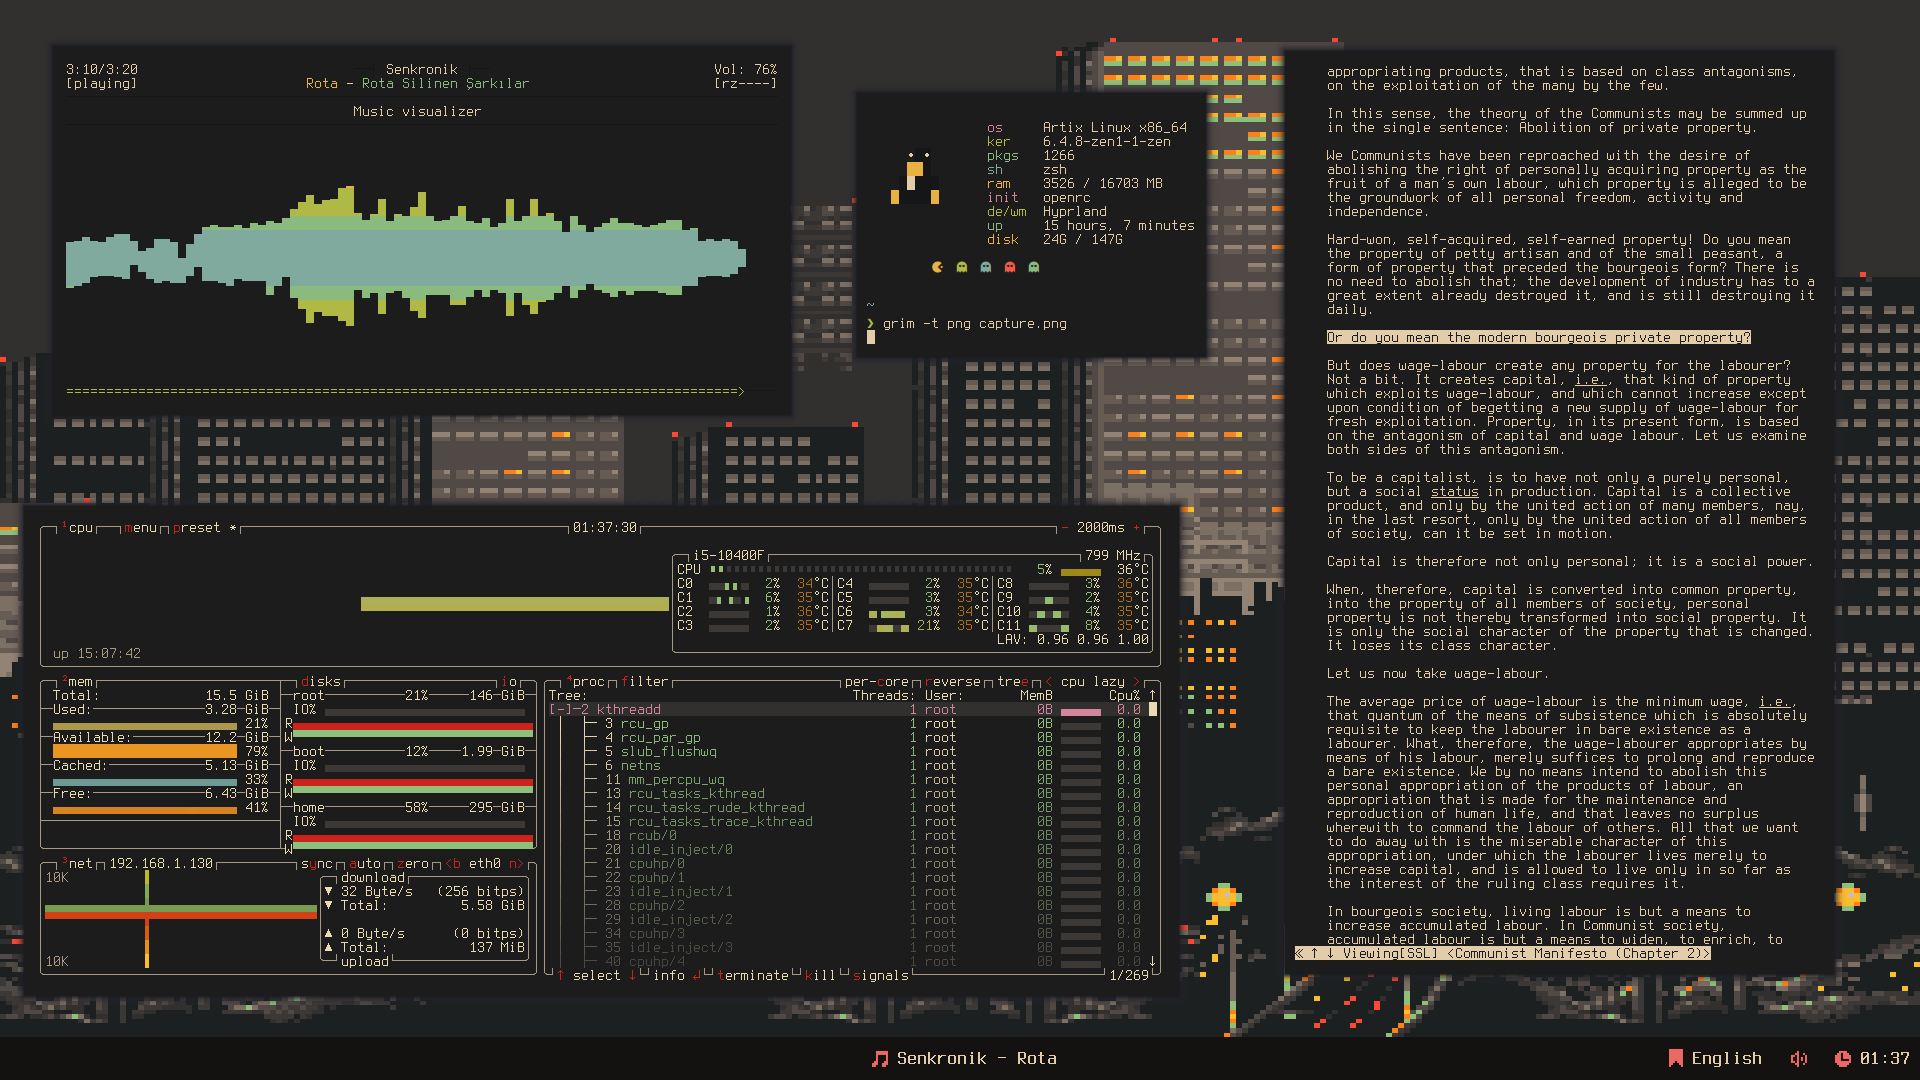 3:10/3:20 Senkronik Vol: 76%
[playing] Rota - Rota Silinen Şarkılar [rz----]
Music visualizer
================================================================>
os Artix Linux x86_64
ker 6.4.8-zen1-1-zen
pkgs 1266
sh zsh
ram 3526 / 16703 MB
init openrc
de/wm Hyprland
up 15 hours, 7 minutes
disk 24G / 147G
~
❯ grim -t png capture.png
appropriating products, that is based on class antagonisms,
on the exploitation of the many by the few.
In this sense, the theory of the Communists may be summed up
in the single sentence: Abolition of private property.
We Communists have been reproached with the desire of
abolishing the right of personally acquiring property as the
fruit of a man's own labour, which property is alleged to be
the groundwork of all personal freedom, activity and
independence.
Hard-won, self-acquired, self-earned property! Do you mean
the property of petty artisan and of the small peasant, a
form of property that preceded the bourgeois form? There is
no need to abolish that; the development of industry has to a
great extent already destroyed it, and is still destroying it
daily.
Or do you mean the modern bourgeois private property?
But does wage-labour create any property for the labourer?
Not a bit. It creates capital, i.e., that kind of property
which exploits wage-labour, and which cannot increase except
upon condition of begetting a new supply of wage-labour for
fresh exploitation. Property, in its present form, is based
on the antagonism of capital and wage labour. Let us examine
both sides of this antagonism.
To be a capitalist, is to have not only a purely personal,
but a social status in production. Capital is a collective
product, and only by the united action of many members, nay,
in the last resort, only by the united action of all members
of society, can it be set in motion.
Capital is therefore not only personal; it is a social power.
When, therefore, capital is converted into common property,
into the property of all members of society, personal
property is not thereby transformed into social property. It
is only the social character of the property that is changed.
It loses its class character.
Let us now take wage-labour.
The average price of wage-labour is the minimum wage, i.e.,
that quantum of the means of subsistence which is absolutely
requisite to keep the labourer in bare existence as a
labourer. What, therefore, the wage-labourer appropriates by
means of his labour, merely suffices to prolong and reproduce
a bare existence. We by no means intend to abolish this
personal appropriation of the products of labour, an
appropriation that is made for the maintenance and
reproduction of human life, and that leaves no surplus
wherewith to command the labour of others. All that we want
to do away with is the miserable character of this
appropriation, under which the labourer lives merely to
increase capital, and is allowed to live only in so far as
the interest of the ruling class requires it.
In bourgeois society, living labour is but a means to
increase accumulated labour. In Communist society,
accumulated labour is but a means to widen, to enrich, to
« ↑ ↓ Viewing[SSL] <Communist Manifesto (Chapter 2)>
¹cpu menu preset * 01:37:30 - 2000ms +
i5-10400F 799 MHz
CPU 5% 36°C
C0 2% 34°C C4 2% 35°C C8 3% 36°C
C1 6% 35°C C5 3% 35°C C9 2% 35°C
C2 1% 36°C C6 3% 34°C C10 4% 35°C
C3 2% 35°C C7 21% 35°C C11 8% 35°C
LAV: 0.96 0.96 1.00
up 15:07:42
²mem
Total: 15.5 GiB
Used: 3.28 GiB
21%
Available: 12.2 GiB
79%
Cached: 5.13 GiB
33%
Free: 6.43 GiB
41%
disks io
root 21% 146 GiB
IO%
R
W
boot 12% 1.99 GiB
IO%
R
W
home 58% 295 GiB
IO%
R
W
³net 192.168.1.130 sync auto zero <b eth0 n>
10K
10K
download
▼ 32 Byte/s (256 bitps)
▼ Total: 5.58 GiB
▲ 0 Byte/s (0 bitps)
▲ Total: 137 MiB
upload
⁴proc filter per-core reverse tree < cpu lazy >
Tree: Threads: User: MemB Cpu% ↑
[-]-2 kthreadd 1 root 0B 0.0
3 rcu_gp 1 root 0B 0.0
4 rcu_par_gp 1 root 0B 0.0
5 slub_flushwq 1 root 0B 0.0
6 netns 1 root 0B 0.0
11 mm_percpu_wq 1 root 0B 0.0
13 rcu_tasks_kthread 1 root 0B 0.0
14 rcu_tasks_rude_kthread 1 root 0B 0.0
15 rcu_tasks_trace_kthread 1 root 0B 0.0
18 rcub/0 1 root 0B 0.0
20 idle_inject/0 1 root 0B 0.0
21 cpuhp/0 1 root 0B 0.0
22 cpuhp/1 1 root 0B 0.0
23 idle_inject/1 1 root 0B 0.0
28 cpuhp/2 1 root 0B 0.0
29 idle_inject/2 1 root 0B 0.0
34 cpuhp/3 1 root 0B 0.0
35 idle_inject/3 1 root 0B 0.0
40 cpuhp/4 1 root 0B 0.0 ↓
↑ select ↓ info ↵ terminate kill signals 1/269
Senkronik - Rota
English 01:37